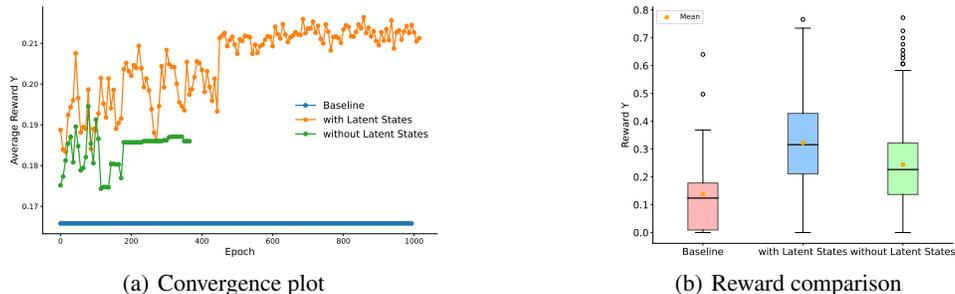 0.21
0.20
0.19
0.18
0.17
Average Reward Y
0 200 400 600 800 1000
Epoch
Baseline
with Latent States
without Latent States
(a) Convergence plot
0.8
0.7
0.6
0.5
0.4
0.3
0.2
0.1
0.0
Reward Y
Mean
Baseline with Latent States without Latent States
(b) Reward comparison